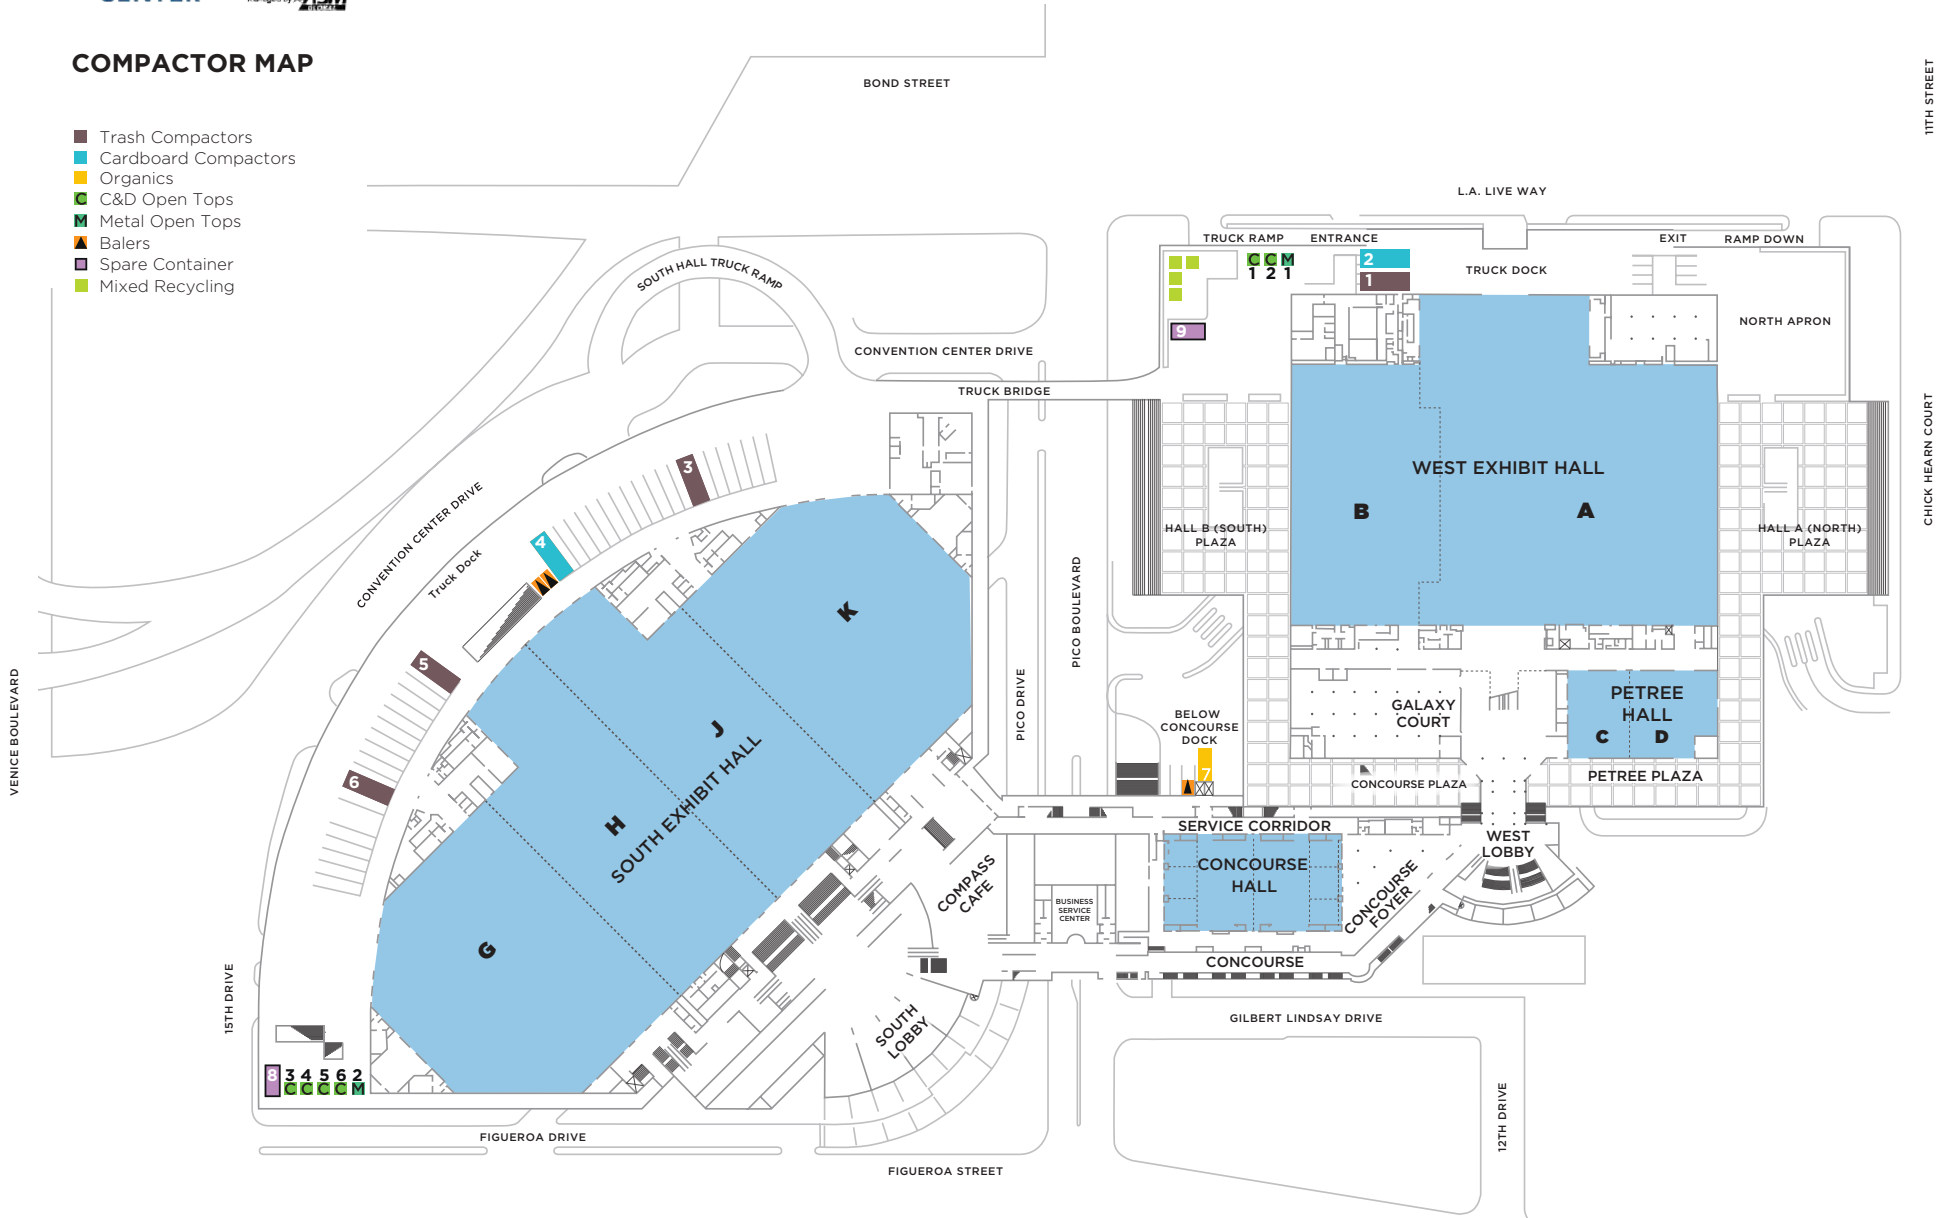 COMPACTOR MAP
Trash Compactors
Cardboard Compactors
Organics
C C&D Open Tops
M Metal Open Tops
Balers
Spare Container
Mixed Recycling
BOND STREET
11TH STREET
L.A. LIVE WAY
TRUCK RAMP
ENTRANCE
EXIT
RAMP DOWN
SOUTH HALL TRUCK RAMP
C C M
1 2 1
2
1
TRUCK DOCK
9
NORTH APRON
CONVENTION CENTER DRIVE
TRUCK BRIDGE
CHICK HEARN COURT
3
4
CONVENTION CENTER DRIVE
Truck Dock
WEST EXHIBIT HALL
B
A
HALL B (SOUTH)
PLAZA
HALL A (NORTH)
PLAZA
PICO BOULEVARD
K
5
6
VENICE BOULEVARD
PICO DRIVE
J
H
SOUTH EXHIBIT HALL
G
BELOW
CONCOURSE
DOCK
7
GALAXY
COURT
PETREE
HALL
C
D
CONCOURSE PLAZA
PETREE PLAZA
SERVICE CORRIDOR
WEST
LOBBY
CONCOURSE
HALL
CONCOURSE
FOYER
COMPASS
CAFE
BUSINESS
SERVICE
CENTER
CONCOURSE
15TH DRIVE
SOUTH
LOBBY
GILBERT LINDSAY DRIVE
8
3 4 5 6 2
C C C C M
12TH DRIVE
FIGUEROA DRIVE
FIGUEROA STREET